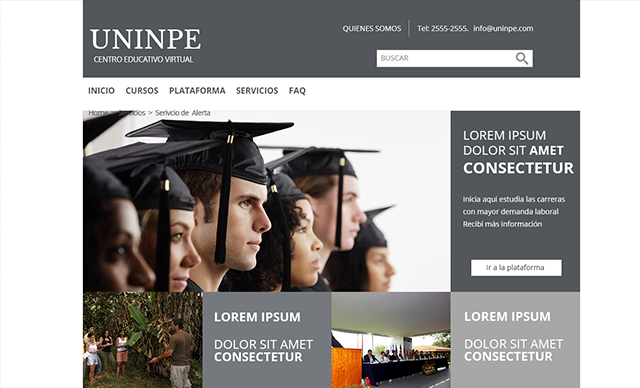 UNINPE
CENTRO EDUCATIVO VIRTUAL
QUIENES SOMOS
Tel: 2555-2555. info@uninpe.com
BUSCAR
INICIO CURSOS PLATAFORMA SERVICIOS FAQ
Home > Servicios > Serivcio de Alerta
LOREM IPSUM
DOLOR SIT AMET
CONSECTETUR
Inicia aqui estudia las carreras
con mayor demanda laboral
Recibí más información
Ir a la plataforma
LOREM IPSUM
DOLOR SIT AMET
CONSECTETUR
LOREM IPSUM
DOLOR SIT AMET
CONSECTETUR